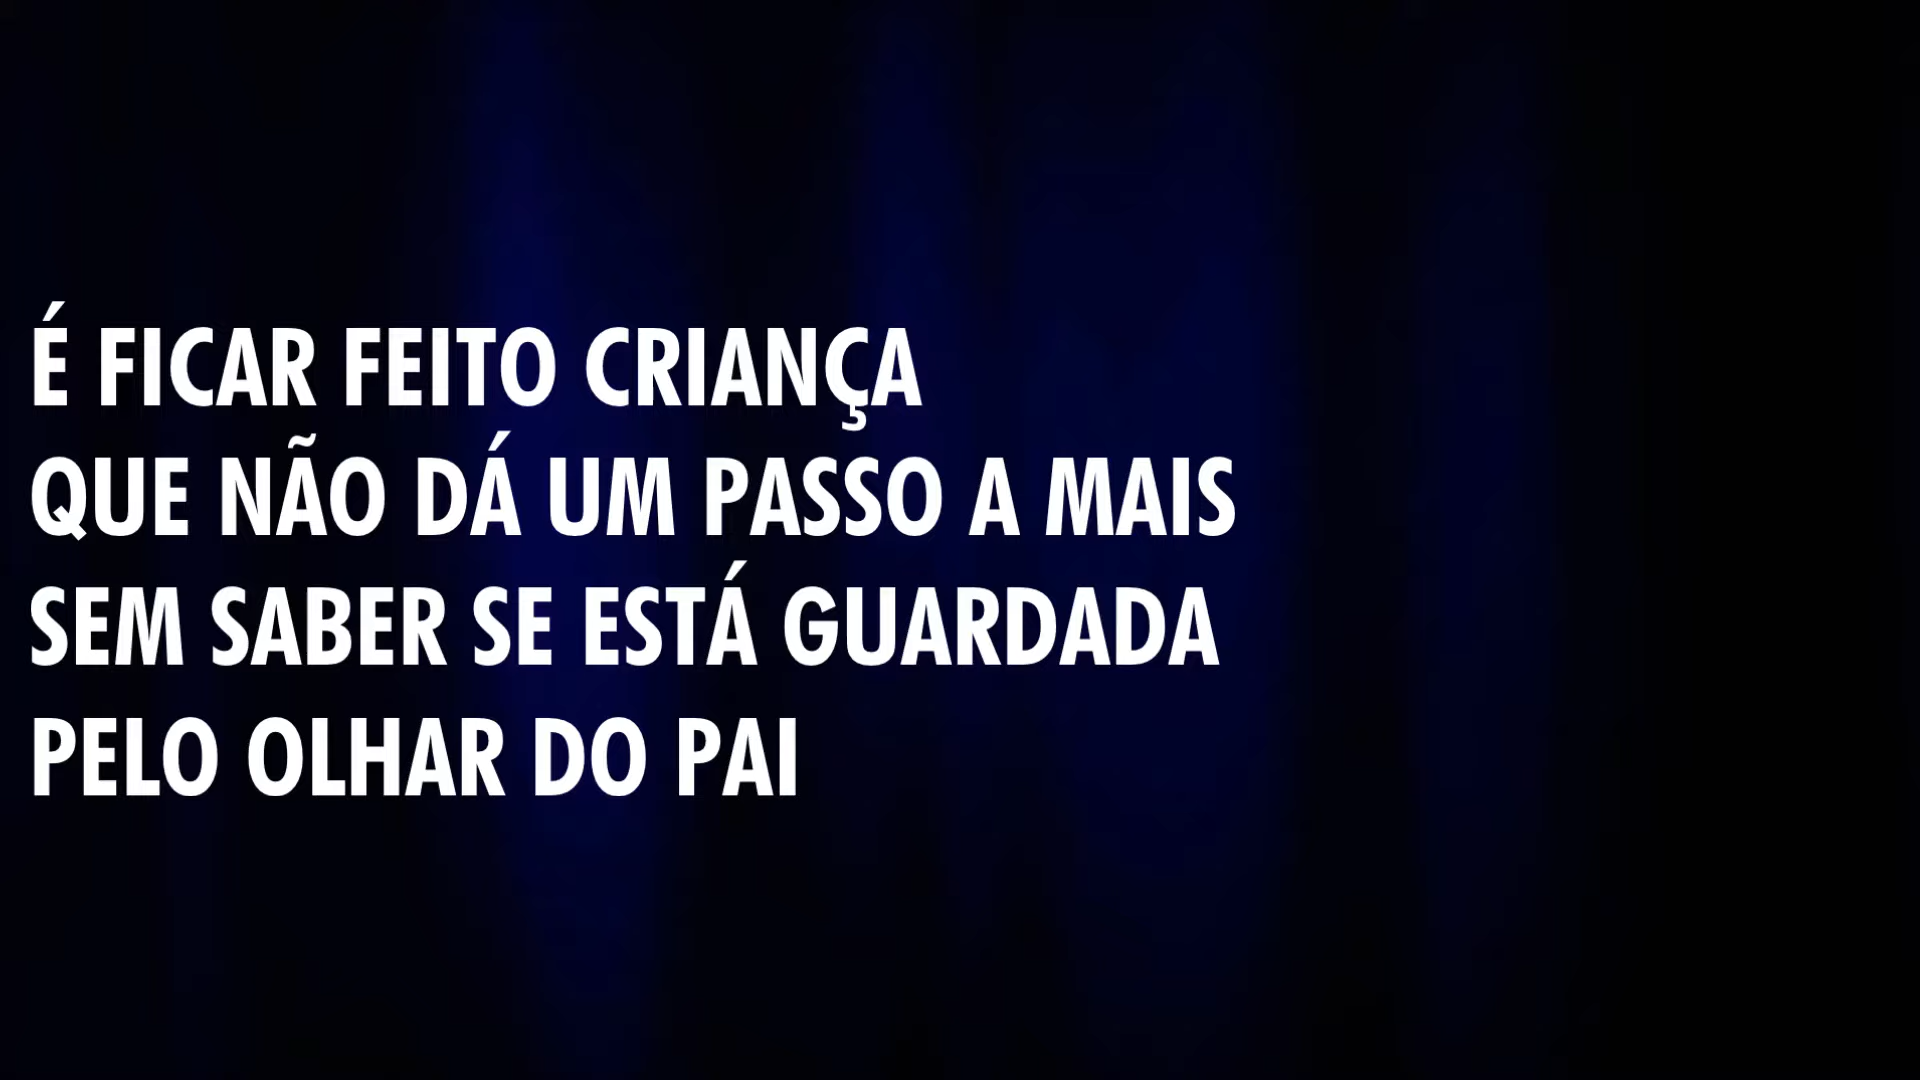 É FICAR FEITO CRIANÇA
QUE NÃO DÁ UM PASSO A MAIS
SEM SABER SE ESTÁ GUARDADA
PELO OLHAR DO PAI